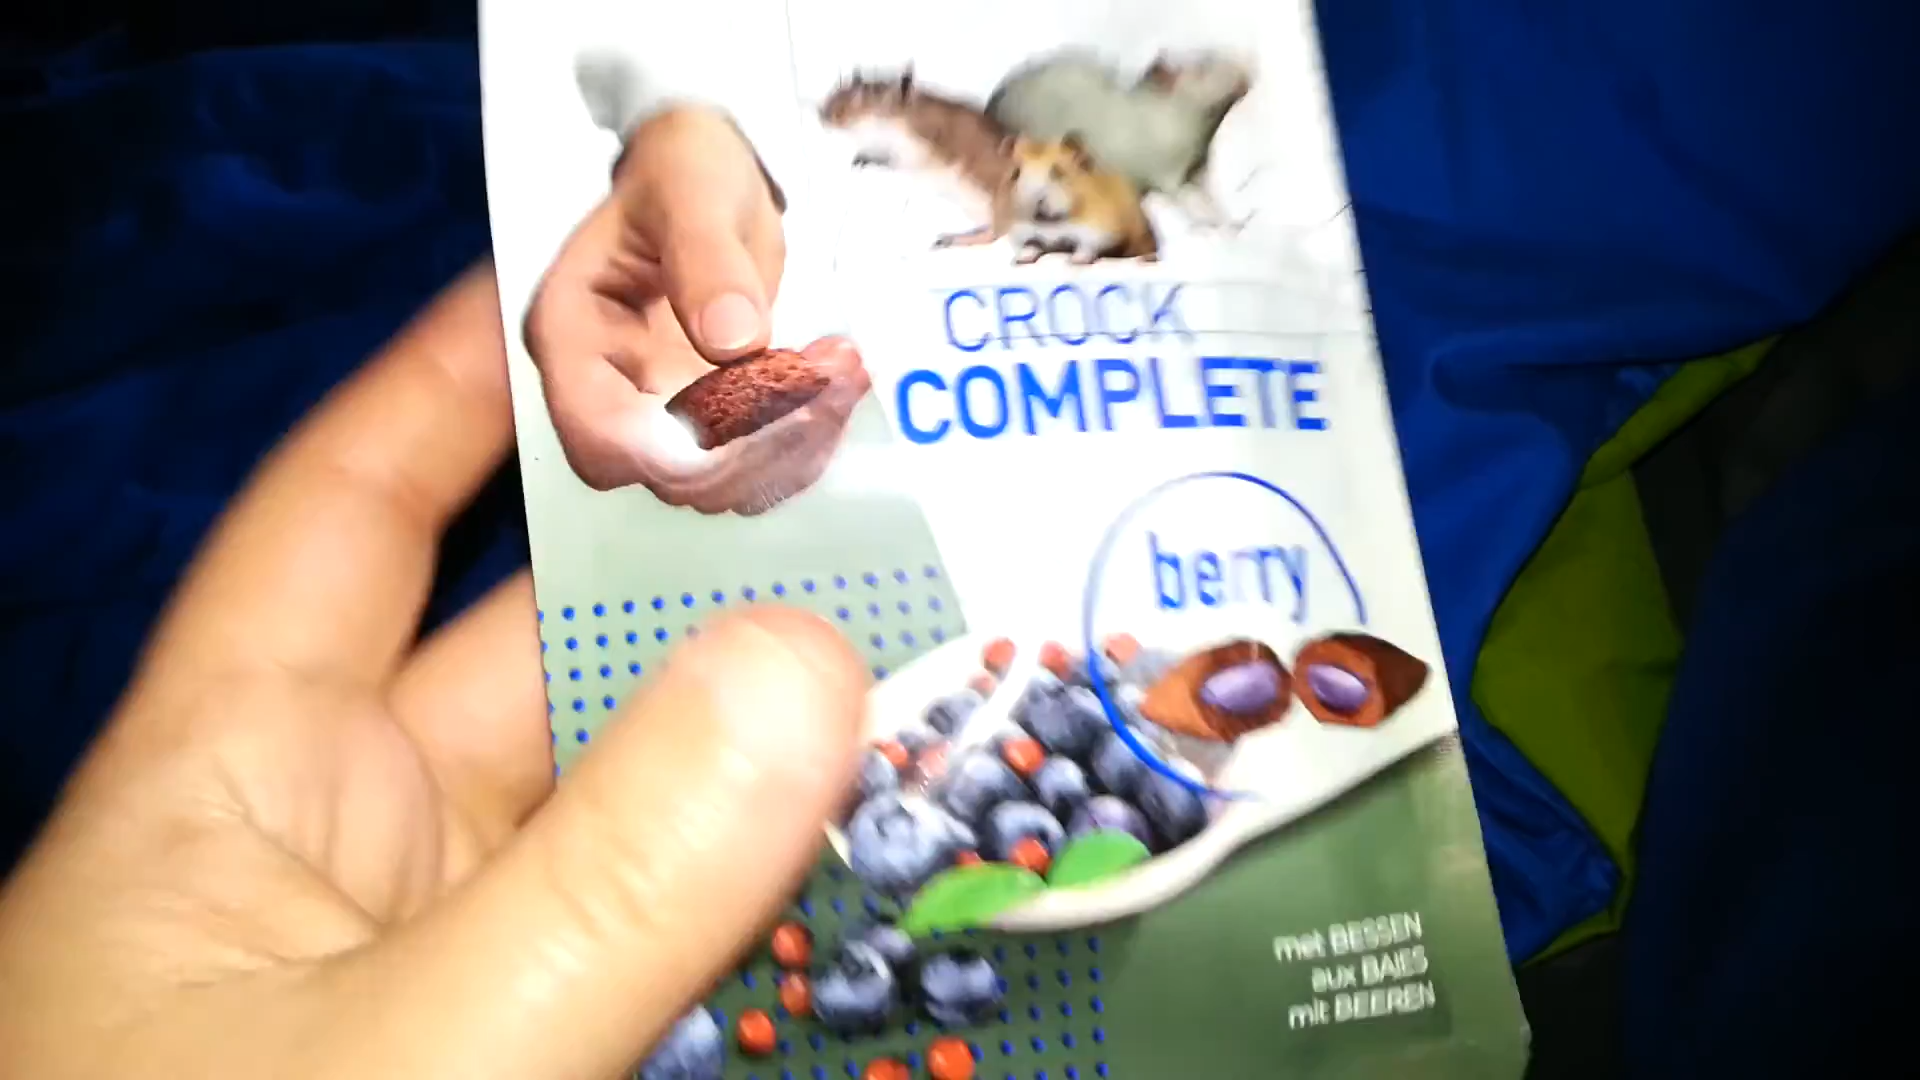 CROCK
COMPLETE
berry
met BESSEN
aux BAIES
mit BEEREN